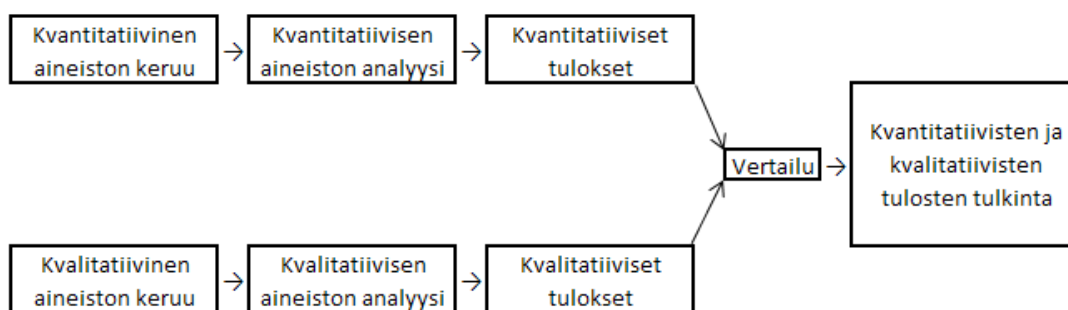 Kvantitatiivinen
aineiston keruu
Kvantitatiivisen
aineiston analyysi
Kvantitatiiviset
tulokset
Vertailu
Kvantitatiivisten ja
kvalitatiivisten
tulosten tulkinta
Kvalitatiivinen
aineiston keruu
Kvalitatiivisen
aineiston analyysi
Kvalitatiiviset
tulokset